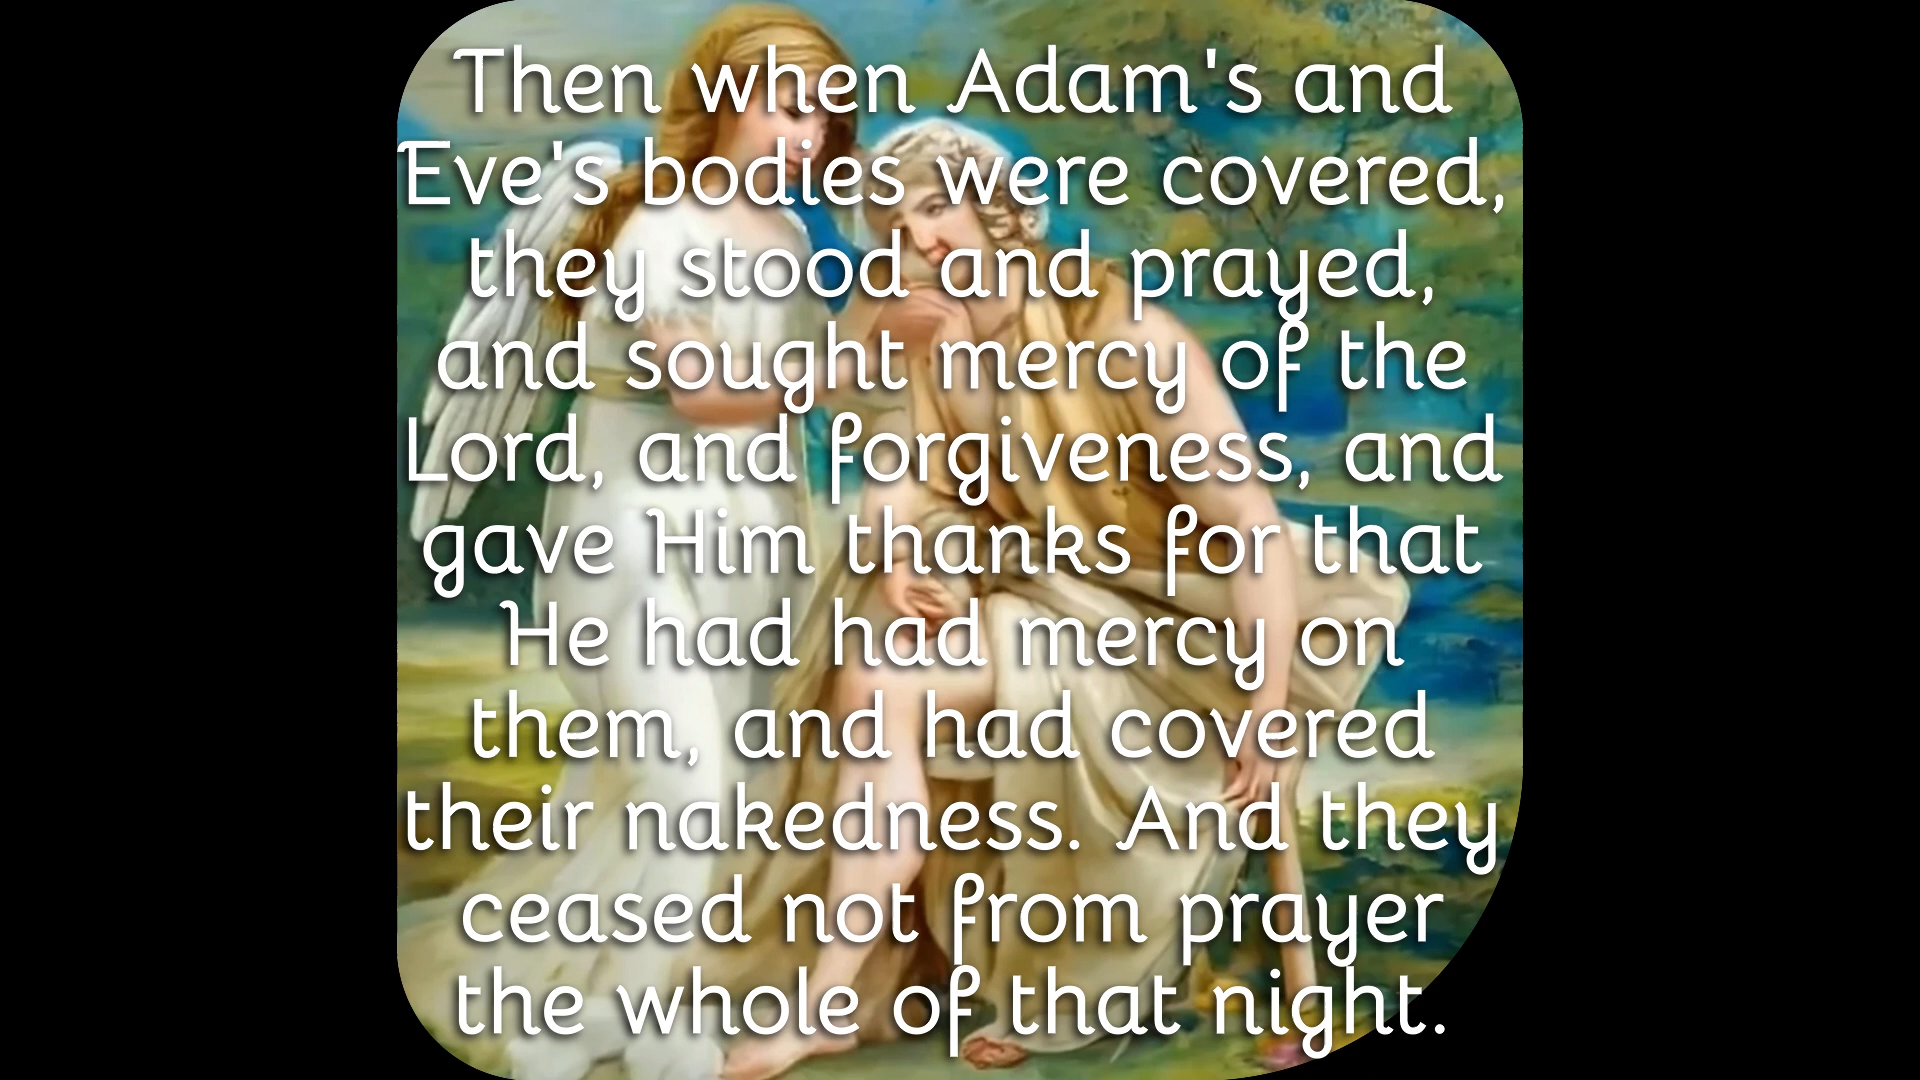 Then when Adam's and
Eve's bodies were covered,
they stood and prayed,
and sought mercy of the
Lord, and forgiveness, and
gave Him thanks for that
He had had mercy on
them, and had covered
their nakedness. And they
ceased not from prayer
the whole of that night.